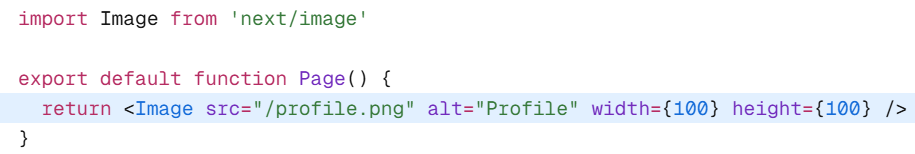 import Image from 'next/image'
export default function Page() {
return <Image src="/profile.png" alt="Profile" width={100} height={100} />
}